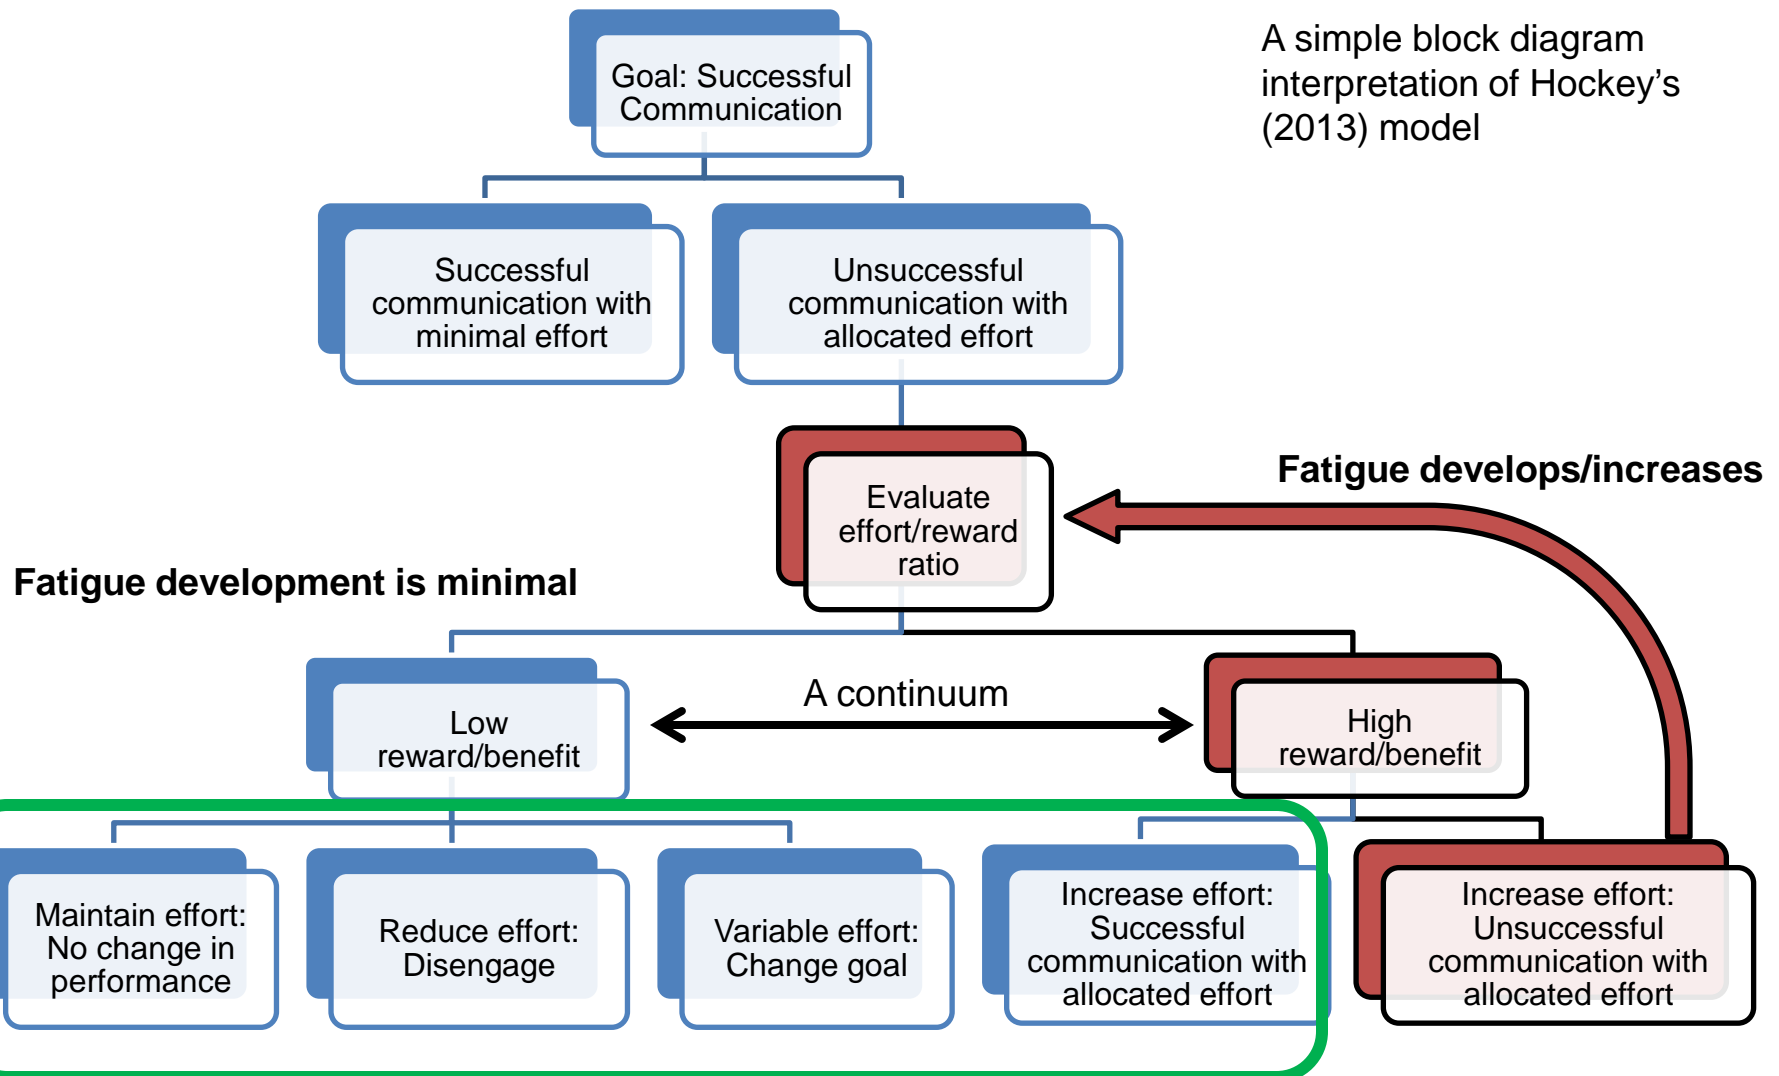 A simple block diagram
interpretation of Hockey's
(2013) model
Goal: Successful
Communication
Successful
communication with
minimal effort
Unsuccessful
communication with
allocated effort
Evaluate
effort/reward
ratio
Fatigue develops/increases
Fatigue development is minimal
Low
reward/benefit
A continuum
High
reward/benefit
Maintain effort:
No change in
performance
Reduce effort:
Disengage
Variable effort:
Change goal
Increase effort:
Successful
communication with
allocated effort
Increase effort:
Unsuccessful
communication with
allocated effort